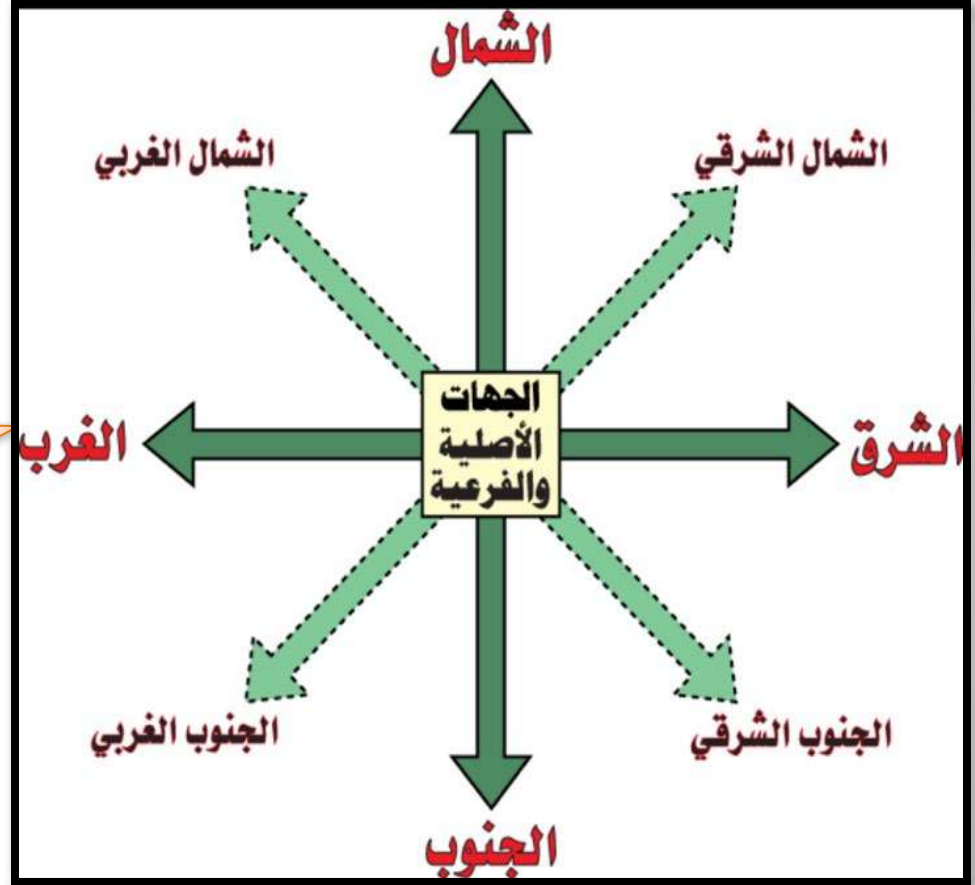 الشمال
الشمال الشرقي
الشمال الغربي
الشرق
الجهات
الأصلية
والفرعية
الغرب
الجنوب الشرقي
الجنوب الغربي
الجنوب